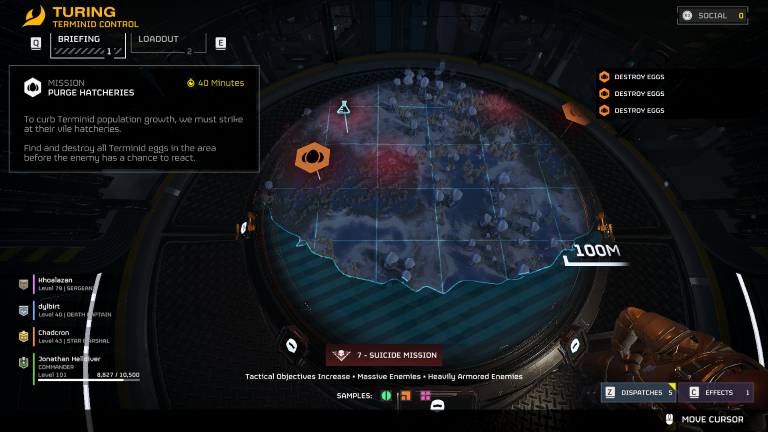 TURING
TERMINID CONTROL
SOCIAL 0
Q
BRIEFING
1
LOADOUT
2
E
MISSION
PURGE HATCHERIES
40 Minutes
To curb Terminid population growth, we must strike
at their vile hatcheries.
Find and destroy all Terminid eggs in the area
before the enemy has a chance to react.
DESTROY EGGS
DESTROY EGGS
DESTROY EGGS
100M
Khoalazan
Level 79 | SERGEANT
dylbirt
Level 40 | DEATH CAPTAIN
Chadcron
Level 43 | STAR MARSHAL
Jonathan Helldiver
COMMANDER
Level 101
8,827 / 10,500
7 - SUICIDE MISSION
Tactical Objectives Increase • Massive Enemies • Heavily Armored Enemies
SAMPLES:
Z DISPATCHES 5
C EFFECTS 1
MOVE CURSOR